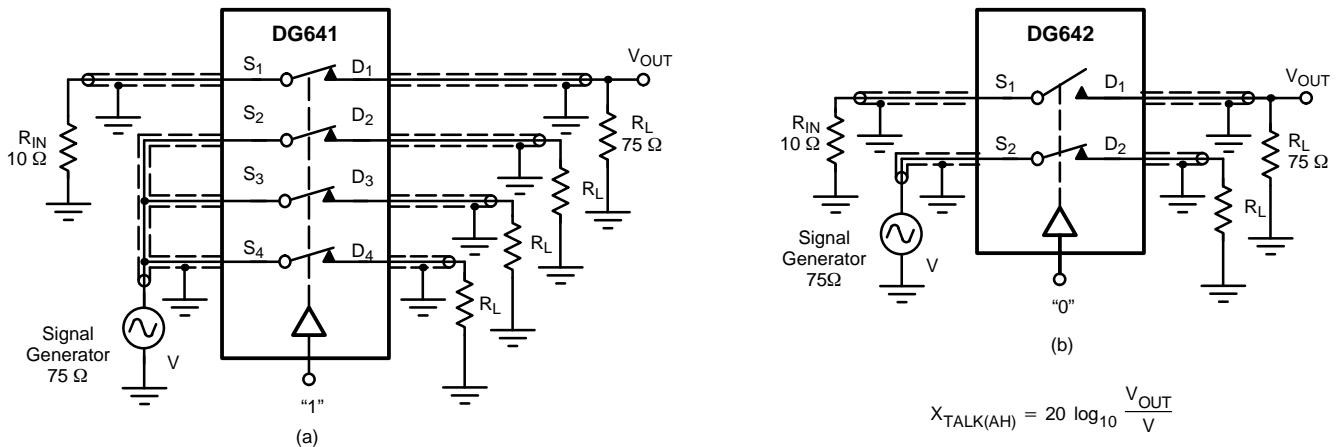 DG641
S1 D1
VOUT
S2 D2
RIN
10 Ω
RL
75 Ω
S3 D3
RL
S4 D4
RL
RL
Signal
Generator
75 Ω
V
“1”
(a)
DG642
S1 D1
VOUT
RIN
10 Ω
S2 D2
RL
75 Ω
RL
Signal
Generator
75Ω
V
“0”
(b)
XTALK(AH) = 20 log10 VOUT / V